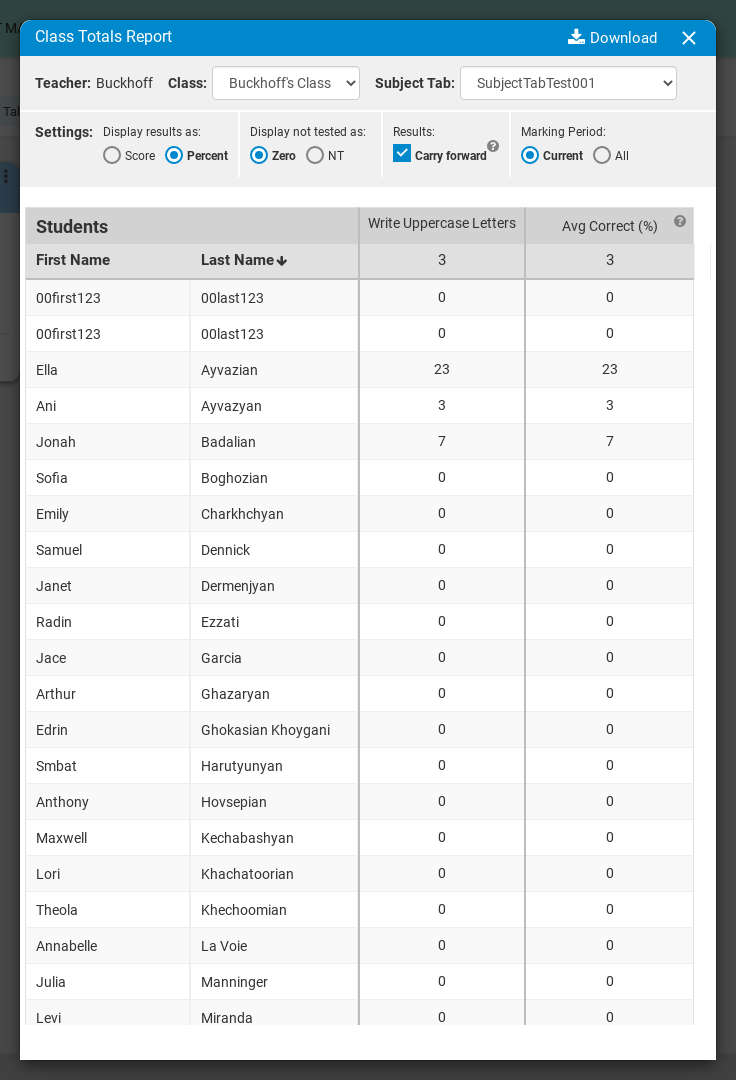 Class Totals Report Download
Teacher: Buckhoff Class: Buckhoff's Class Subject Tab: SubjectTabTest001
Settings: Display results as: Display not tested as: Results: Marking Period:
Score Percent Zero NT Carry forward ? Current All
Students Write Uppercase Letters Avg Correct (%) ?
First Name Last Name 3 3
00first123 00last123 0 0
00first123 00last123 0 0
Ella Ayvazian 23 23
Ani Ayvazyan 3 3
Jonah Badalian 7 7
Sofia Boghozian 0 0
Emily Charkhchyan 0 0
Samuel Dennick 0 0
Janet Dermenjyan 0 0
Radin Ezzati 0 0
Jace Garcia 0 0
Arthur Ghazaryan 0 0
Edrin Ghokasian Khoygani 0 0
Smbat Harutyunyan 0 0
Anthony Hovsepian 0 0
Maxwell Kechabashyan 0 0
Lori Khachatoorian 0 0
Theola Khechoomian 0 0
Annabelle La Voie 0 0
Julia Manninger 0 0
Levi Miranda 0 0